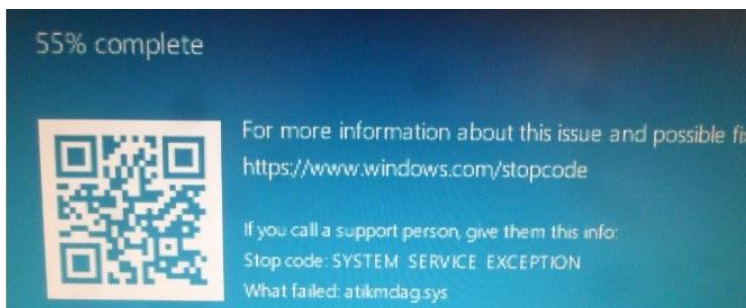 55% complete
For more information about this issue and possible
https://www.windows.com/stopcode
If you call a support person, give them this info:
Stop code: SYSTEM SERVICE EXCEPTION
What failed: atikmdag.sys